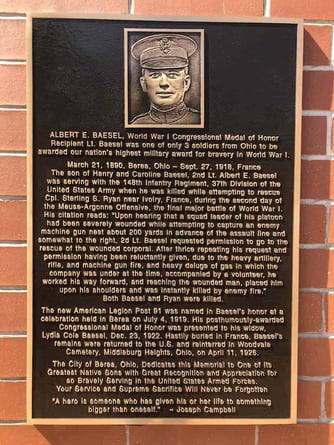 ALBERT E. BAESEL, World War I Congressional Medal of Honor
Recipient Lt. Baesel was one of only 3 soldiers from Ohio to be
awarded our nation's highest military award for bravery in World War I.
March 21, 1890, Berea, Ohio - Sept. 27, 1918, France
The son of Henry and Caroline Baesel, 2nd Lt. Albert E. Baesel
was serving with the 148th Infantry Regiment, 37th Division of the
United States Army when he was killed while attempting to rescue
Cpl. Sterling S. Ryan near Ivoiry, France, during the second day of
the Meuse-Argonne Offensive, the final major battle of World War I.
His citation reads: "Upon hearing that a squad leader of his platoon
had been severely wounded while attempting to capture an enemy
machine gun nest about 200 yards in advance of the assault line and
somewhat to the right, 2d Lt. Basel requested permission to go to the
rescue of the wounded corporal. After thrice repeating his request and
permission having been reluctantly given, due to the heavy artillery,
rifle, and machine gun fire, and heavy deluge of gas in which the
company was under at the time, accompanied by a volunteer, he
worked his way forward, and reaching the wounded man, placed him
upon his shoulders and was instantly killed by enemy fire."
Both Baesel and Ryan were killed.
The new American Legion Post 91 was named in Baesel's honor at a
celebration held in Berea on July 4, 1919. His posthumously-awarded
Congressional Medal of Honor was presented to his widow,
Lydia Cole Baesel, Dec. 23, 1922. Hastily buried in France, Baesel's
remains were returned to the U.S. and reinterred in Woodvale
Cemetery, Middleburg Heights, Ohio, on April 11, 1926.
The City of Berea, Ohio, Dedicates this Memorial to One of its
Greatest Native Sons with Great Recognition and Appreciation for
so Bravely Serving in the United States Armed Forces.
Your Service and Supreme Sacrifice Will Never be Forgotten
"A hero is someone who has given his or her life to something
bigger than oneself." - Joseph Campbell